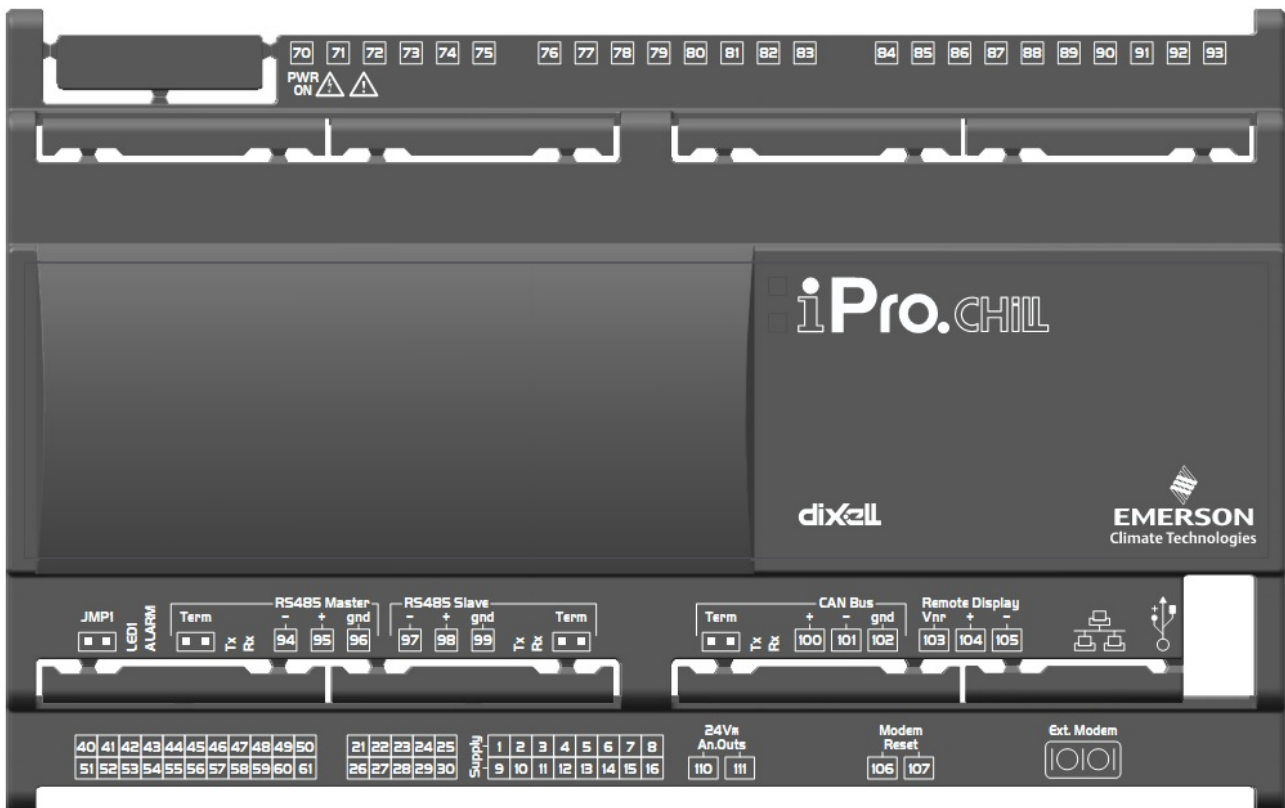 70 71 72 73 74 75 76 77 78 79 80 81 82 83 84 85 86 87 88 89 90 91 92 93
PWR
ON
iPro.CHiLL
dixell
EMERSON
Climate Technologies
JMP1
LED1
ALARM
RS485 Master
Term
Tx
Rx
- + gnd
94 95 96
RS485 Slave
- + gnd
97 98 99
Tx
Rx
Term
CAN Bus
Term
Tx
Rx
+ - gnd
100 101 102
Remote Display
Vnr + -
103 104 105
40 41 42 43 44 45 46 47 48 49 50
51 52 53 54 55 56 57 58 59 60 61
21 22 23 24 25
26 27 28 29 30
Supply
1 2 3 4 5 6 7 8
9 10 11 12 13 14 15 16
24V
An.Outs
110 111
Modem
Reset
106 107
Ext. Modem